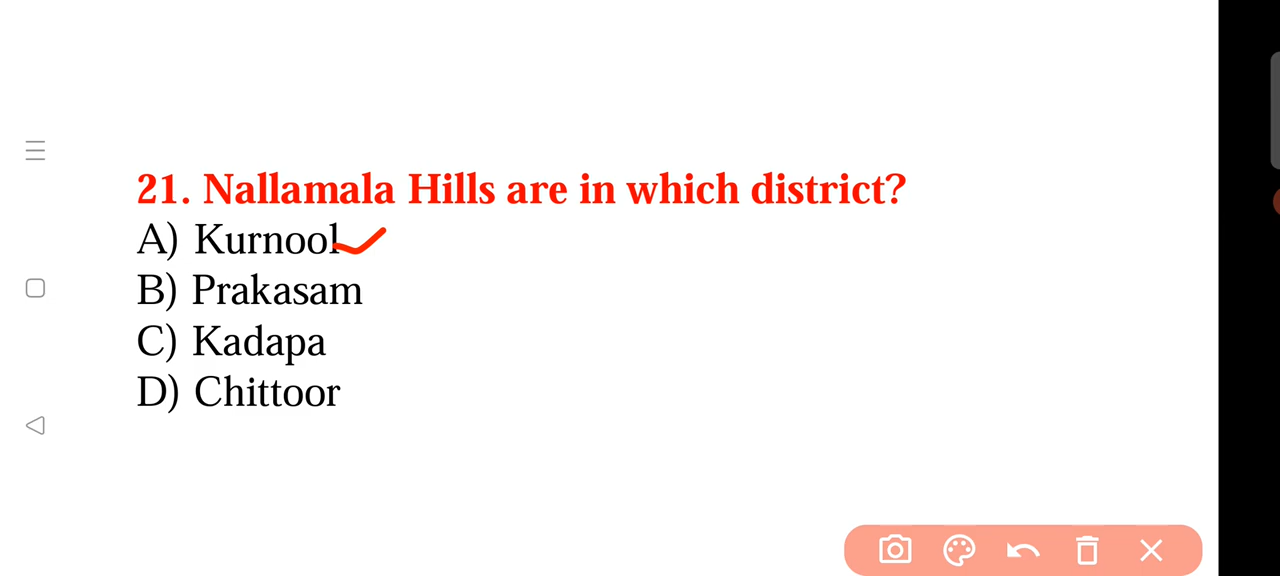 21. Nallamala Hills are in which district?
A) Kurnool
B) Prakasam
C) Kadapa
D) Chittoor